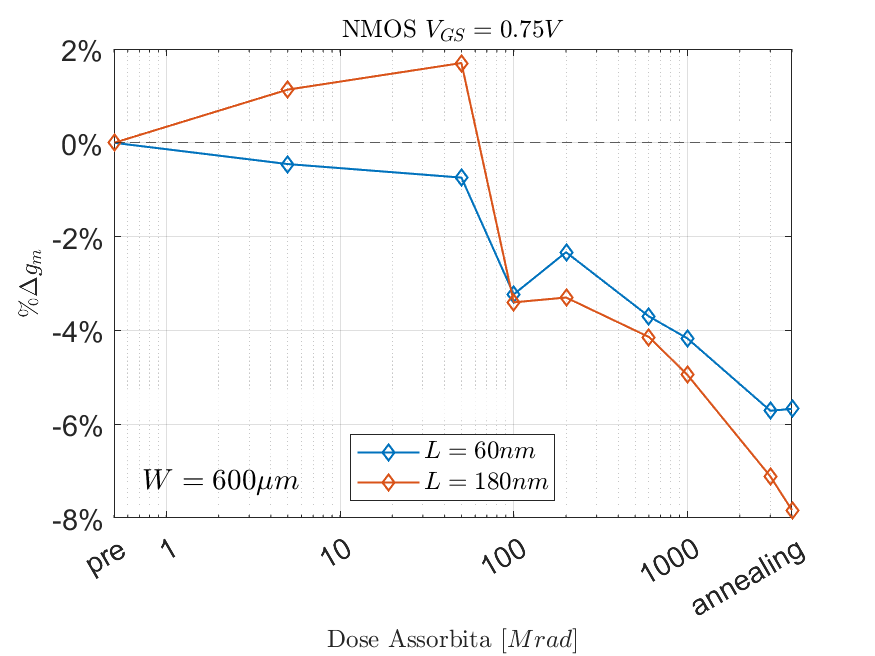 NMOS V_GS = 0.75V
2%
0%
-2%
-4%
-6%
-8%
%Δg_m
W = 600μm
L = 60nm
L = 180nm
pre 1 10 100 1000 annealing
Dose Assorbita [Mrad]